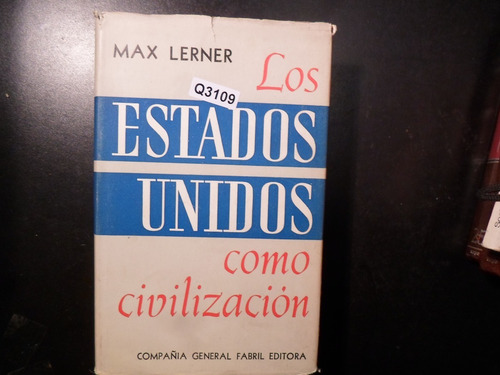 MAX LERNER
Los
Q3109
ESTADOS
UNIDOS
como
civilización
COMPAÑIA GENERAL FABRIL EDITORA